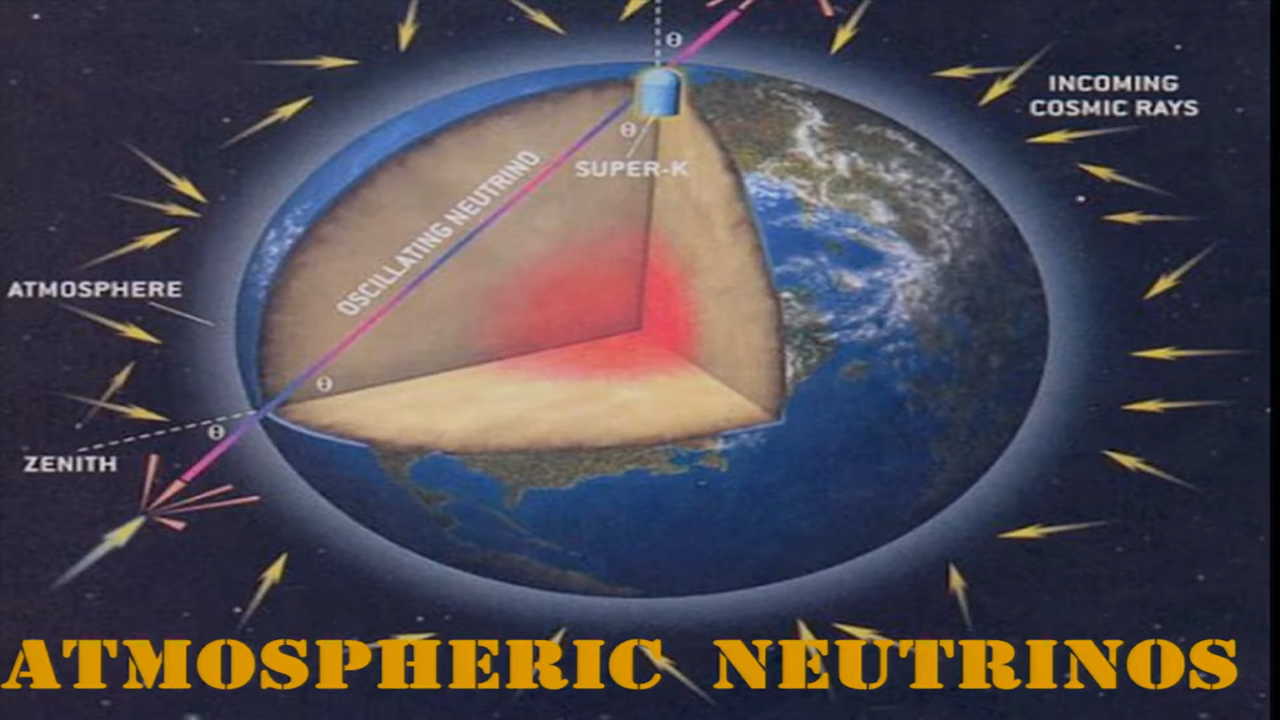 Θ
INCOMING
COSMIC RAYS
Θ
SUPER-K
OSCILLATING NEUTRINO
ATMOSPHERE
Θ
Θ
ZENITH
ATMOSPHERIC NEUTRINOS